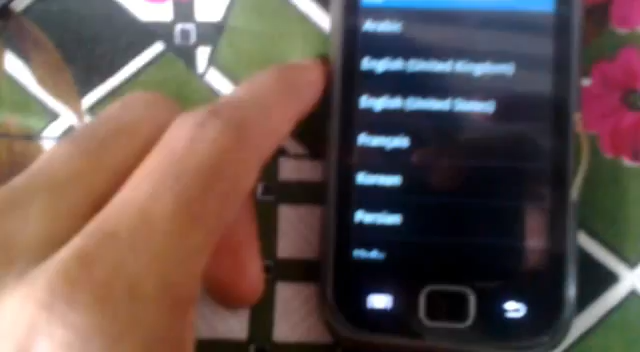 Arabic
English (United Kingdom)
English (United States)
Français
Korean
Persian